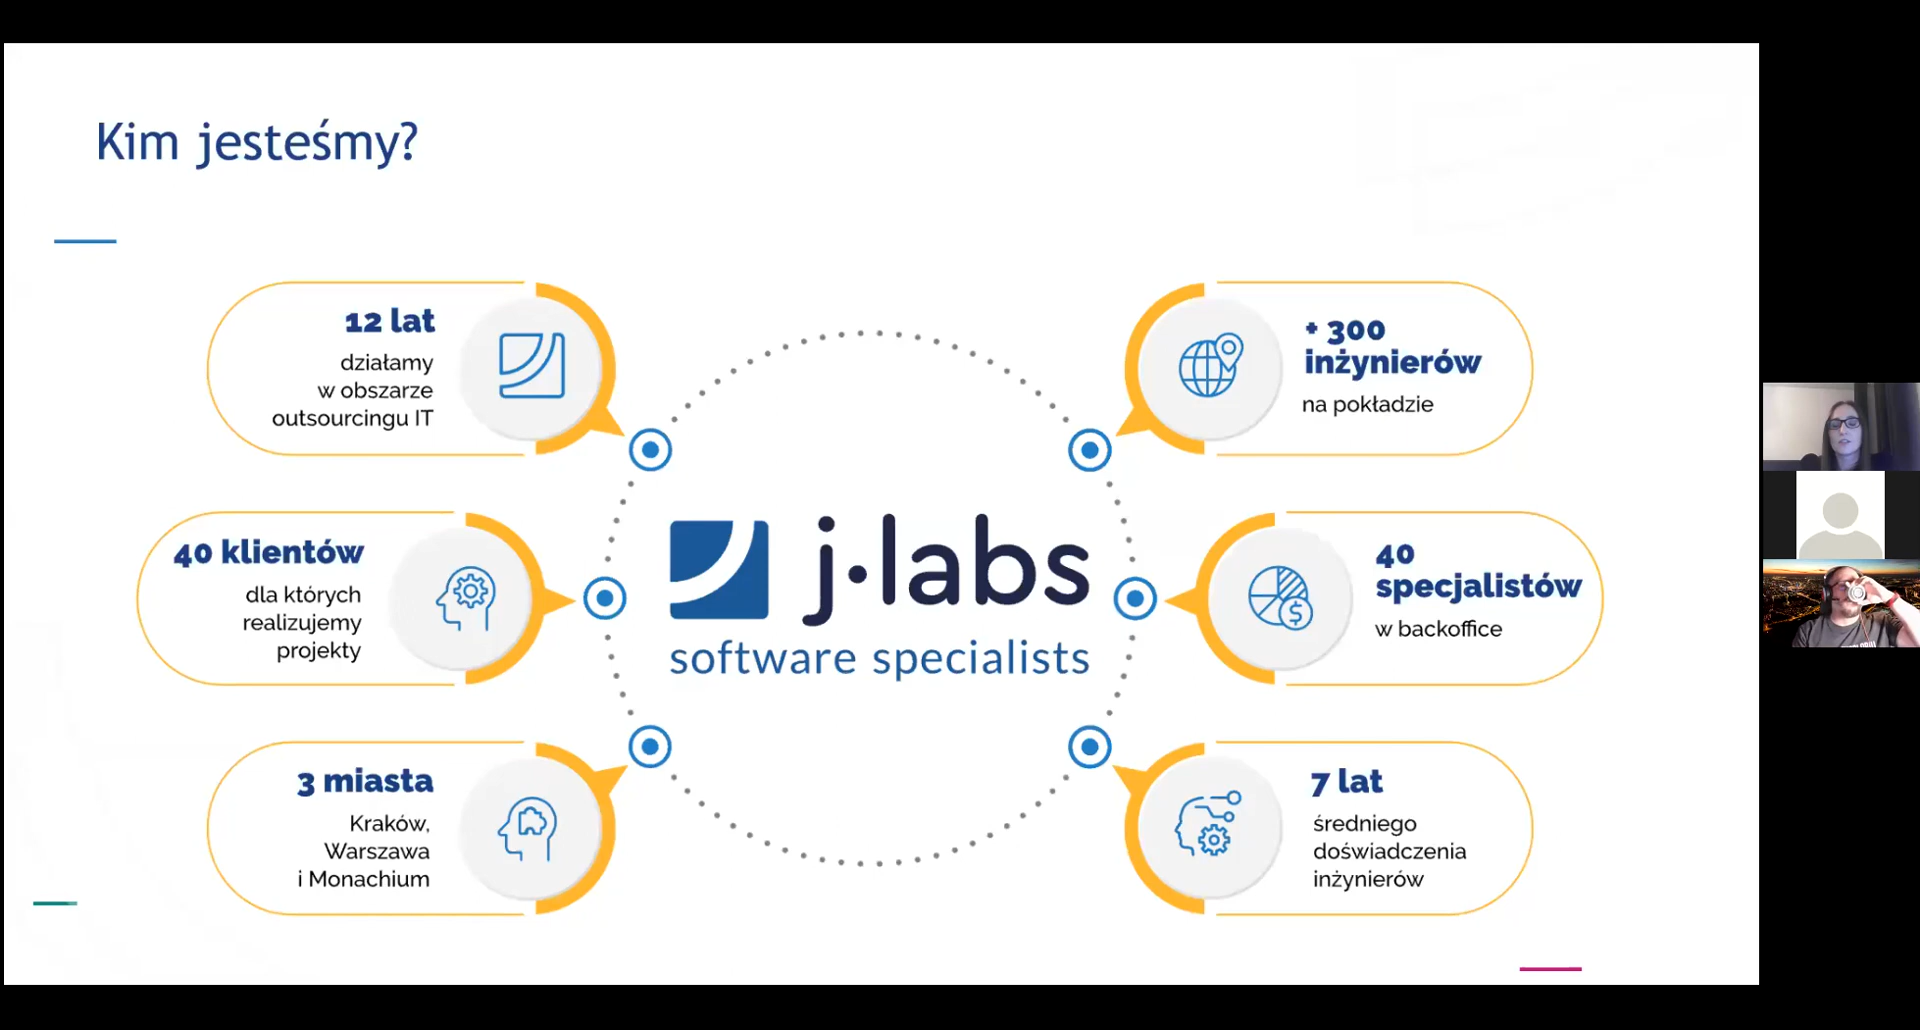 Kim jesteśmy?
12 lat
działamy
w obszarze
outsourcingu IT
40 klientów
dla których
realizujemy
projekty
3 miasta
Kraków,
Warszawa
i Monachium
j·labs
software specialists
+ 300
inżynierów
na pokładzie
40
specjalistów
w backoffice
7 lat
średniego
doświadczenia
inżynierów